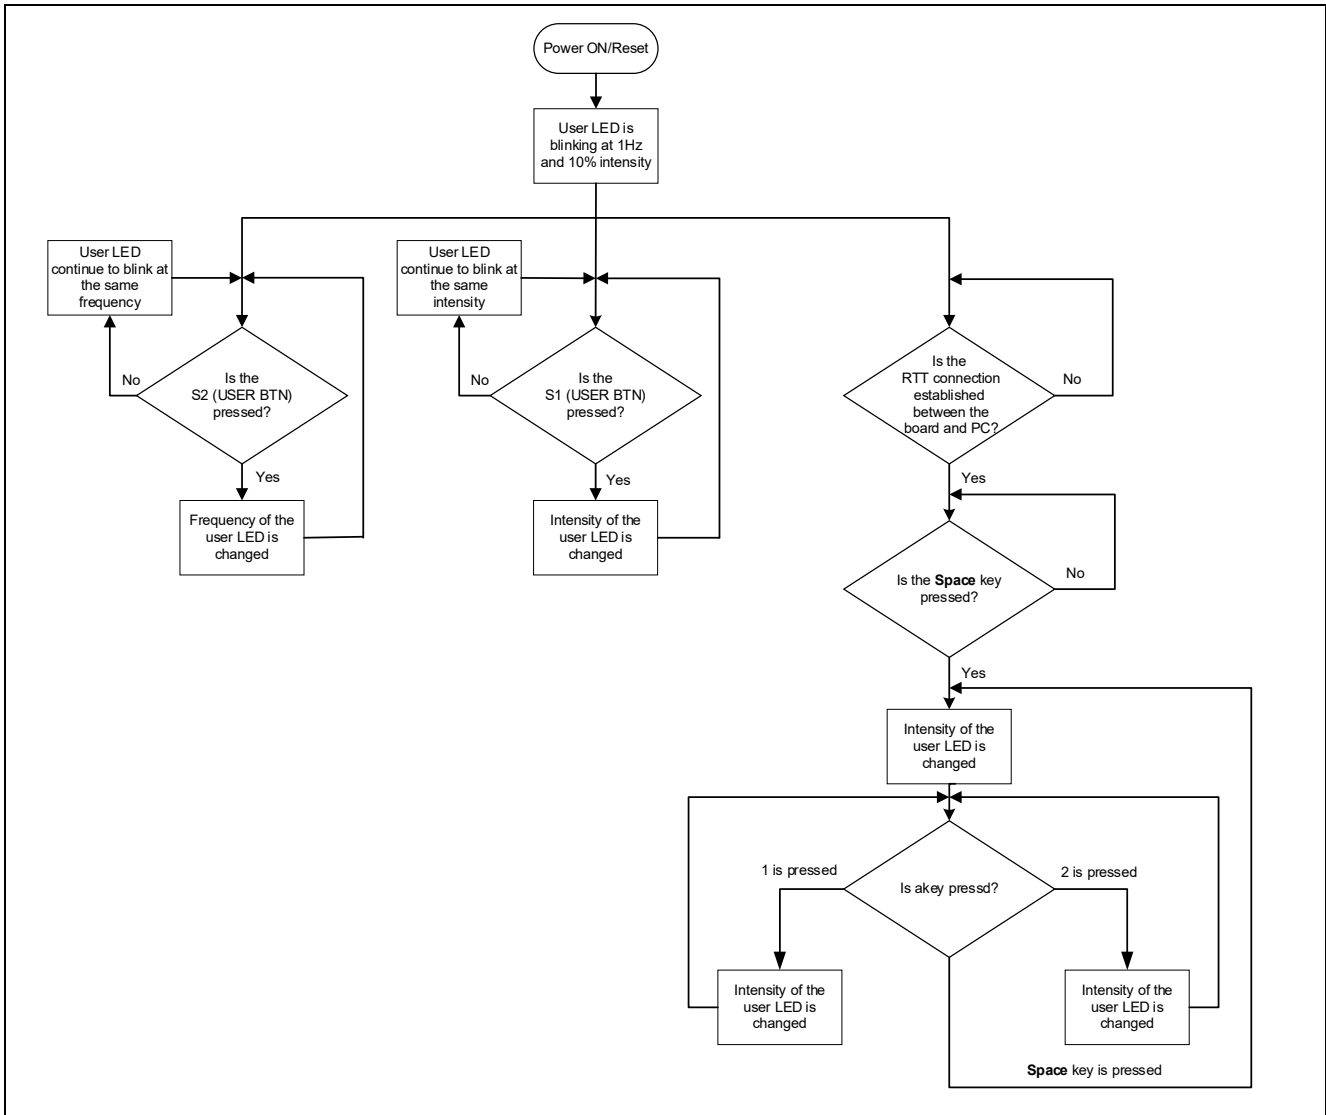 Power ON/Reset
User LED is
blinking at 1Hz
and 10% intensity
User LED
continue to blink at
the same
frequency
User LED
continue to blink at
the same
intensity
No
Is the
S2 (USER BTN)
pressed?
Yes
Frequency of the
user LED is
changed
No
Is the
S1 (USER BTN)
pressed?
Yes
Intensity of the
user LED is
changed
Is the
RTT connection
established
between the
board and PC?
No
Yes
Is the Space key
pressed?
No
Yes
Intensity of the
user LED is
changed
1 is pressed
Is akey pressd?
2 is pressed
Intensity of the
user LED is
changed
Intensity of the
user LED is
changed
Space key is pressed